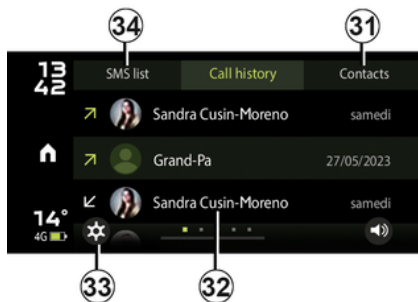 34
31
13
42
SMS list
Call history
Contacts
Sandra Cusin-Moreno
samedi
Grand-Pa
27/05/2023
Sandra Cusin-Moreno
samedi
14°
4G
33
32